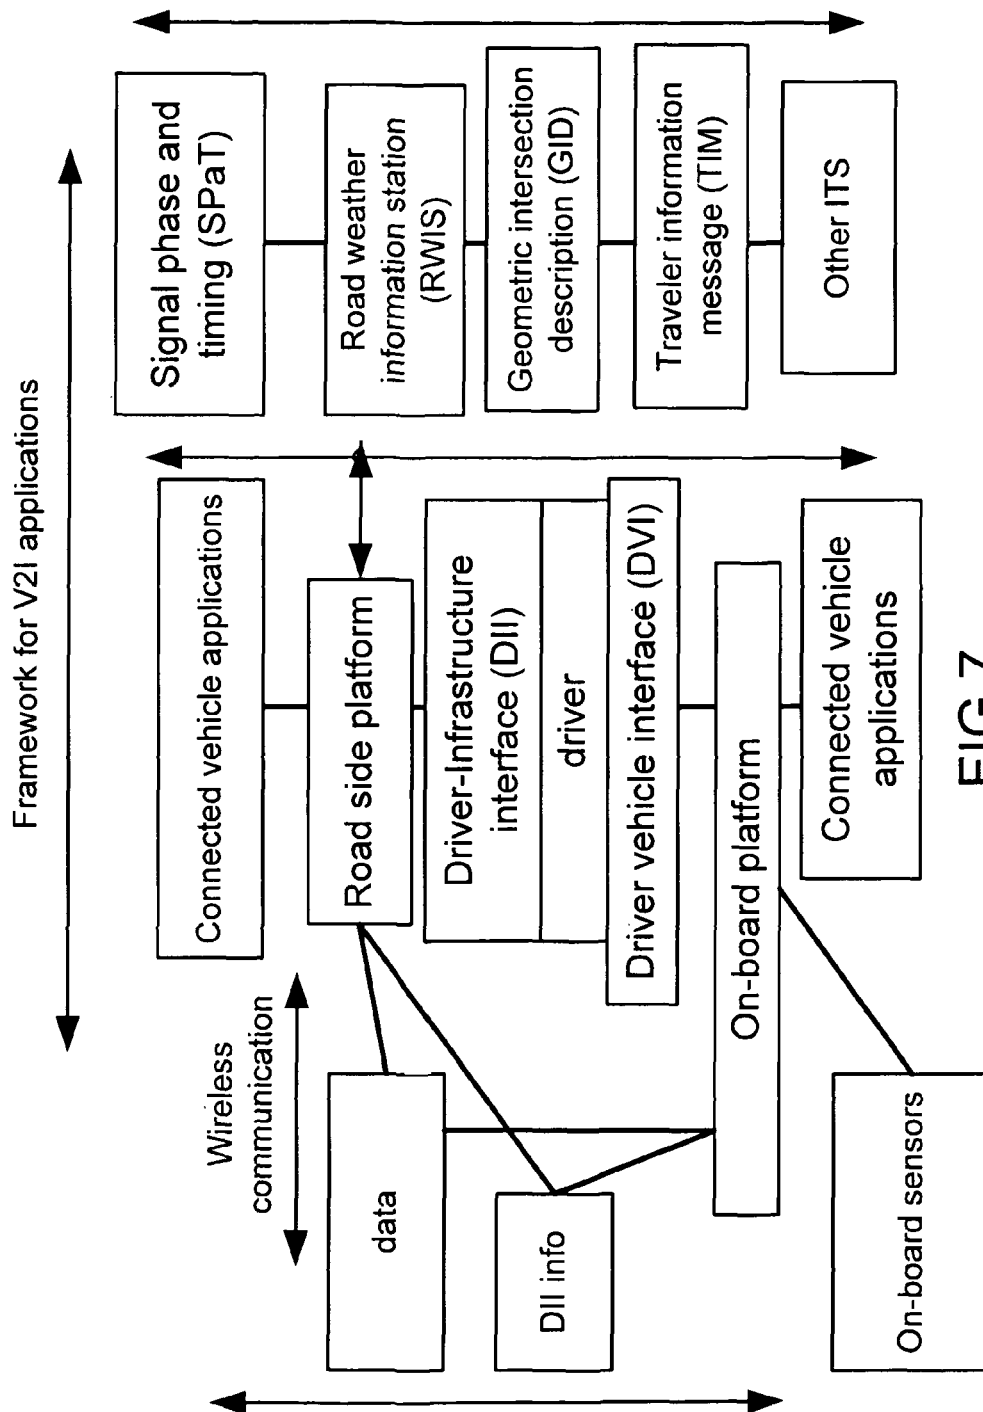 Framework for V2I applications
Wireless
communication
data
DII info
On-board sensors
Connected vehicle applications
Road side platform
Driver-Infrastructure
interface (DII)
driver
Driver vehicle interface (DVI)
On-board platform
Connected vehicle
applications
Signal phase and
timing (SPaT)
Road weather
information station
(RWIS)
Geometric intersection
description (GID)
Traveler information
message (TIM)
Other ITS
FIG 7